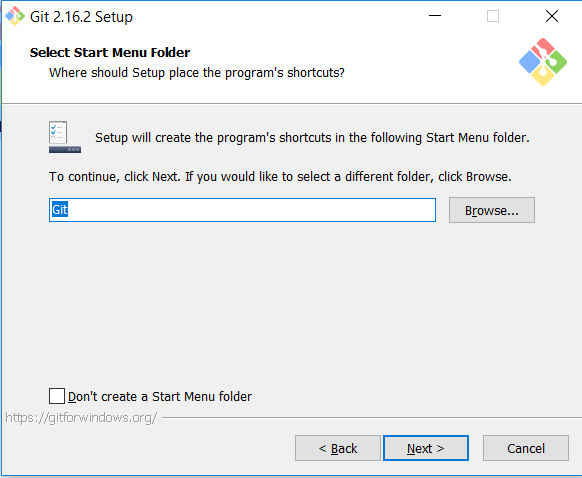 Git 2.16.2 Setup
Select Start Menu Folder
Where should Setup place the program's shortcuts?
Setup will create the program's shortcuts in the following Start Menu folder.
To continue, click Next. If you would like to select a different folder, click Browse.
Git
Browse...
Don't create a Start Menu folder
https://gitforwindows.org/
< Back
Next >
Cancel